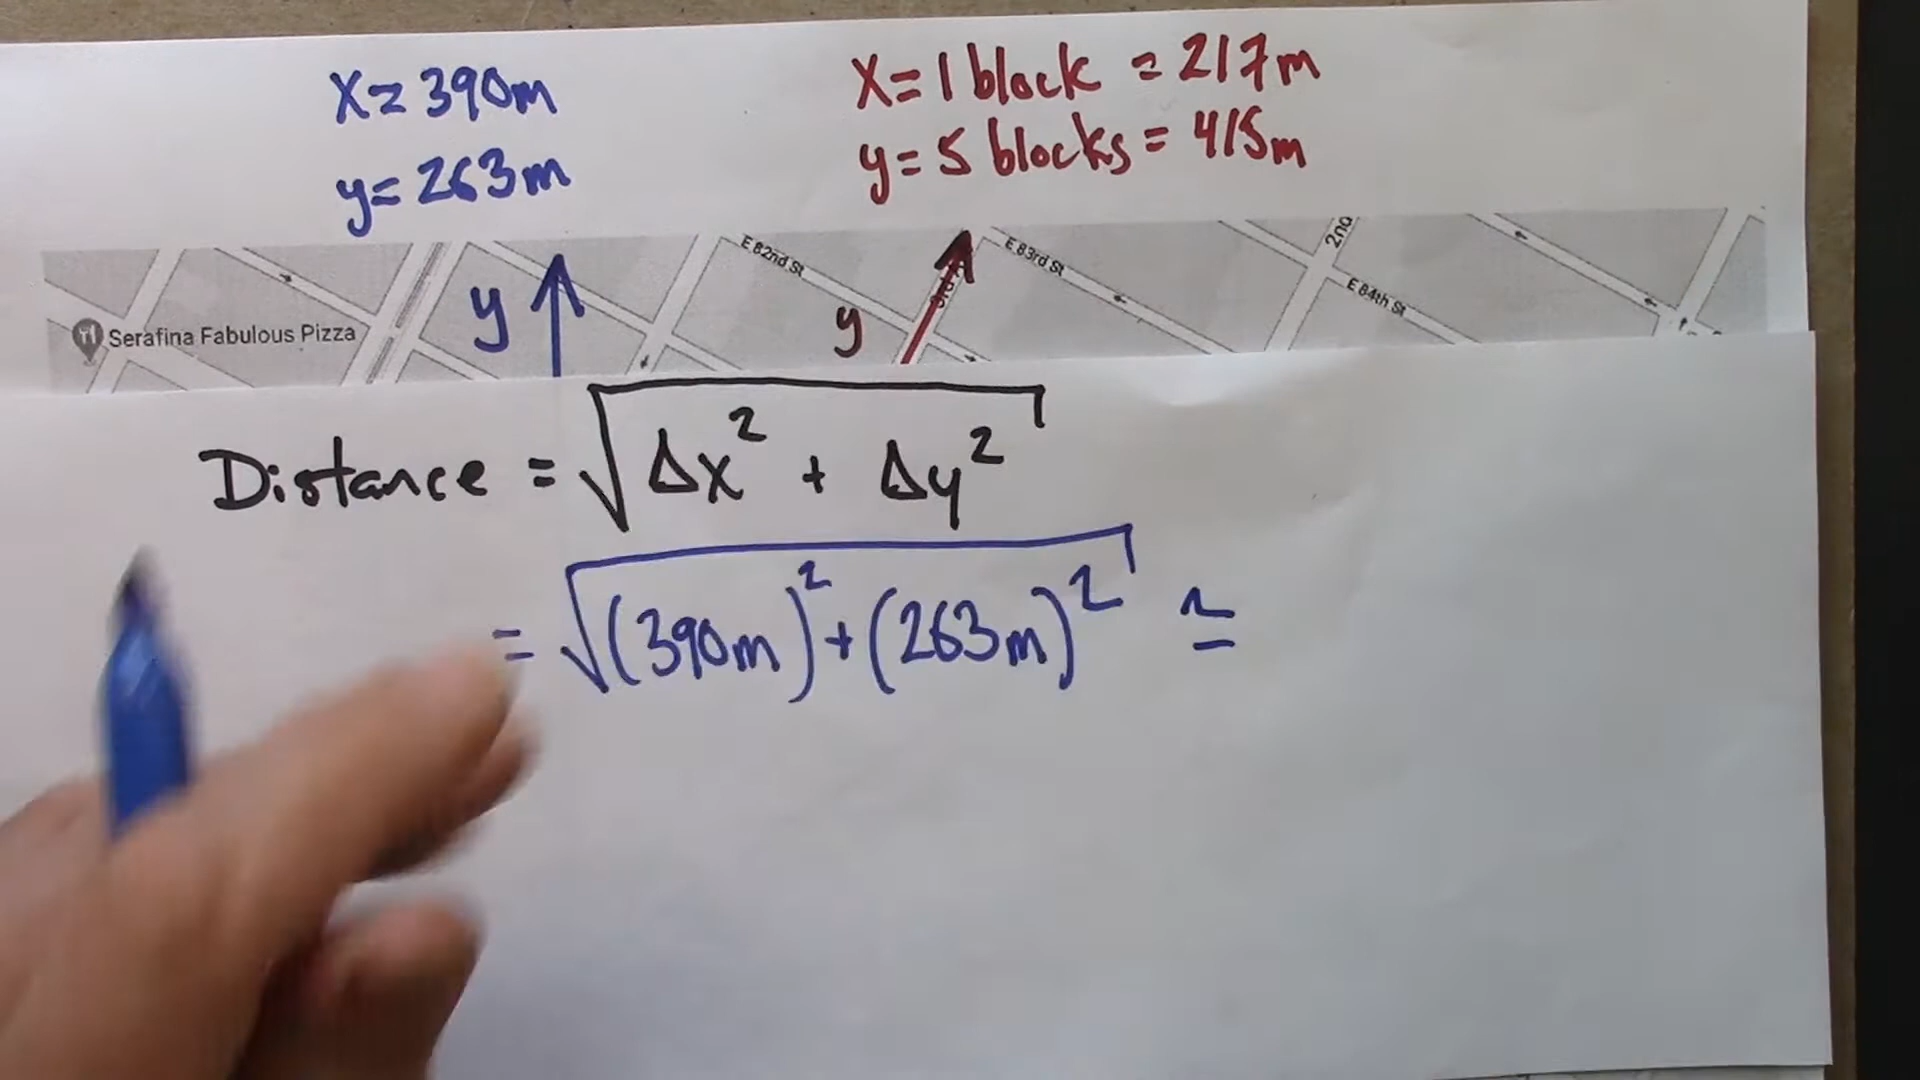 x = 390m
y = 263m
x = 1 block = 217m
y = 5 blocks = 415m
E 82nd St
E 83rd St
2nd
E 84th St
y
y
Serafina Fabulous Pizza
Distance = √Δx² + Δy²
= √(390m)² + (263m)² ≃